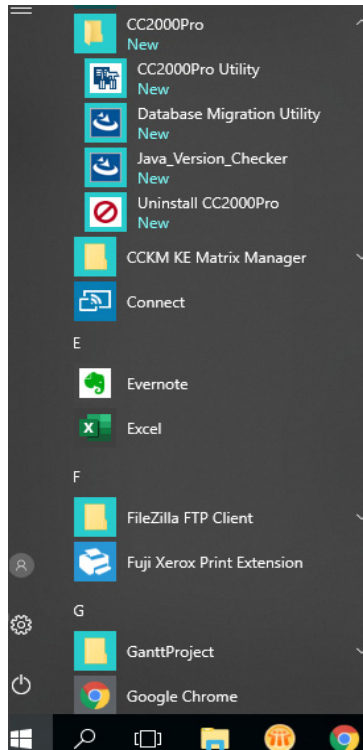 CC2000Pro
New
CC2000Pro Utility
New
Database Migration Utility
New
Java_Version_Checker
New
Uninstall CC2000Pro
New
CCKM KE Matrix Manager
Connect
E
Evernote
Excel
F
FileZilla FTP Client
Fuji Xerox Print Extension
G
GanttProject
Google Chrome